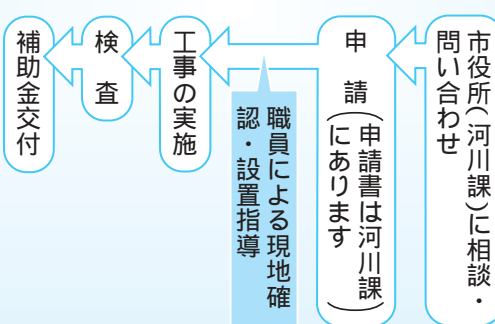 市役所(河川課)に相談・
問い合わせ
申請(申請書は河川課
にあります)
職員による現地確
認・設置指導
工事の実施
検査
補助金交付